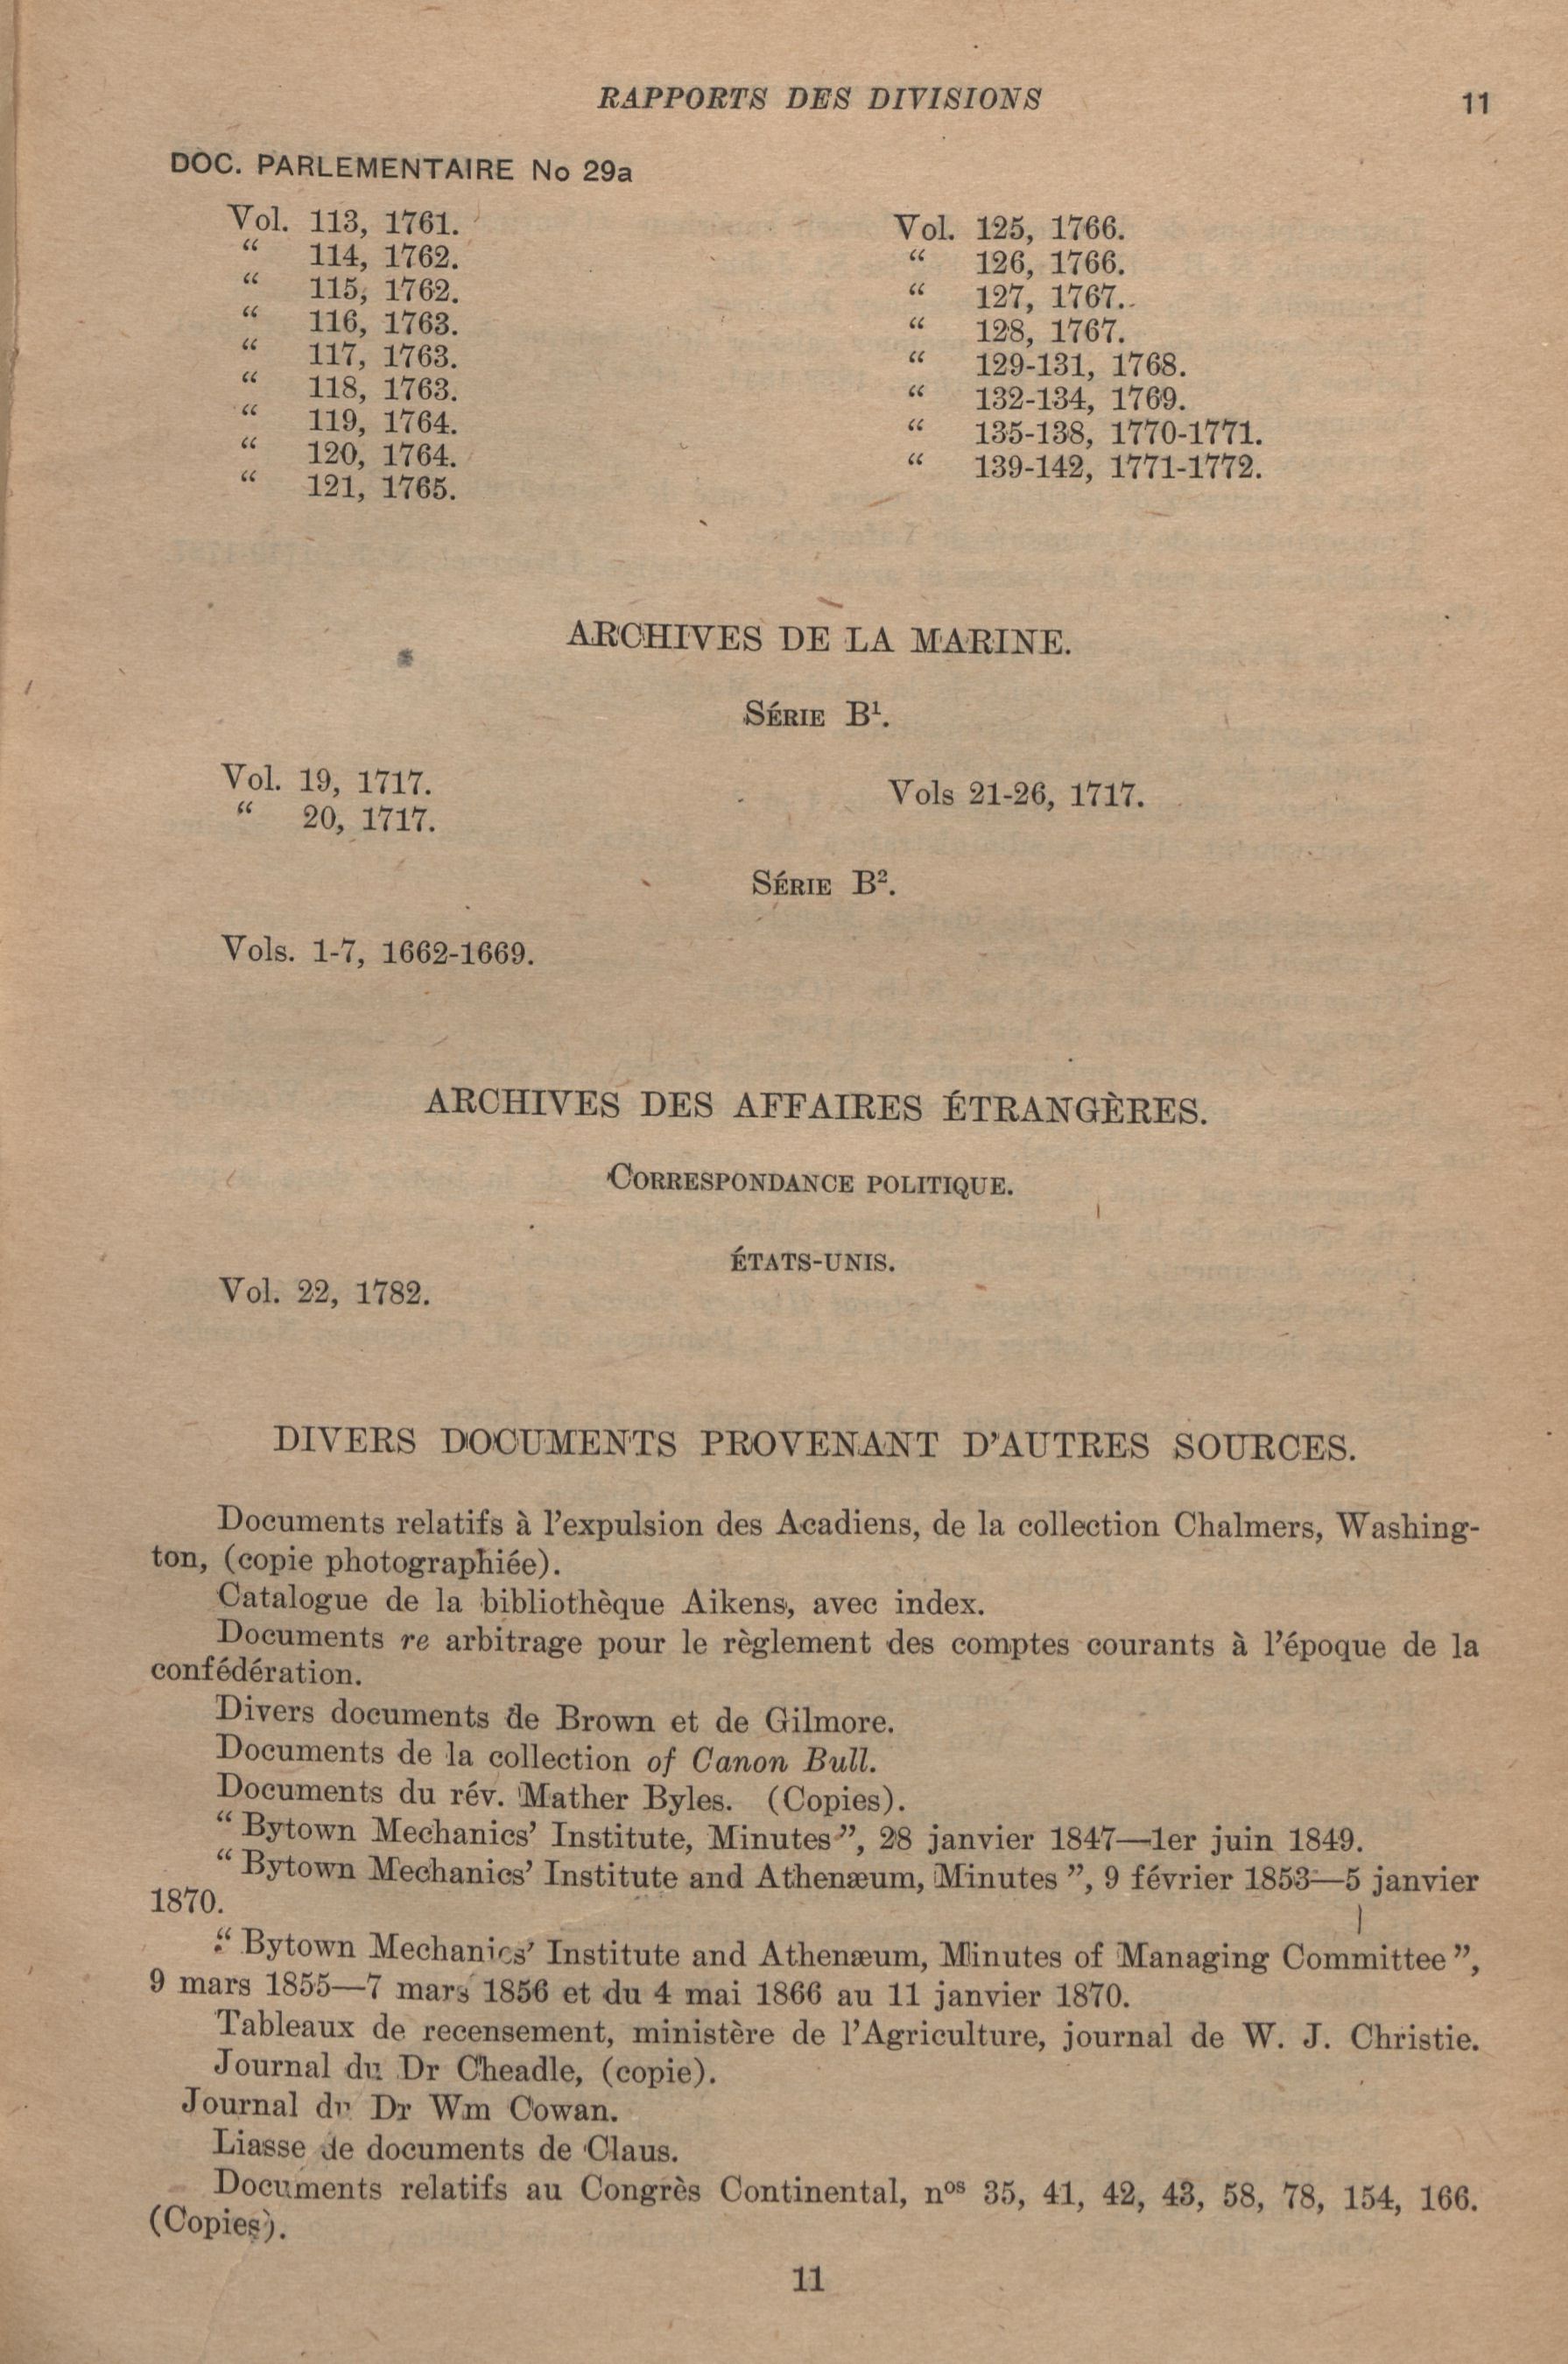 RAPPORTS DES DIVISIONS 11
DOC. PARLEMENTAIRE No 29a
Vol. 113, 1761.
“ 114, 1762.
“ 115, 1762.
“ 116, 1763.
“ 117, 1763.
“ 118, 1763.
“ 119, 1764.
“ 120, 1764.
“ 121, 1765.
Vol. 125, 1766.
“ 126, 1766.
“ 127, 1767.
“ 128, 1767.
“ 129-131, 1768.
“ 132-134, 1769.
“ 135-138, 1770-1771.
“ 139-142, 1771-1772.
ARCHIVES DE LA MARINE.
SÉRIE B¹.
Vol. 19, 1717.
“ 20, 1717.
Vols 21-26, 1717.
SÉRIE B².
Vols. 1-7, 1662-1669.
ARCHIVES DES AFFAIRES ÉTRANGÈRES.
CORRESPONDANCE POLITIQUE.
ÉTATS-UNIS.
Vol. 22, 1782.
DIVERS DOCUMENTS PROVENANT D’AUTRES SOURCES.
Documents relatifs à l’expulsion des Acadiens, de la collection Chalmers, Washing-
ton, (copie photographiée).
Catalogue de la bibliothèque Aikens, avec index.
Documents re arbitrage pour le règlement des comptes courants à l’époque de la
confédération.
Divers documents de Brown et de Gilmore.
Documents de la collection of Canon Bull.
Documents du rév. Mather Byles. (Copies).
“ Bytown Mechanics’ Institute, Minutes ”, 28 janvier 1847—1er juin 1849.
“ Bytown Mechanics’ Institute and Athenæum, Minutes ”, 9 février 1853—5 janvier
1870.
“ Bytown Mechanics’ Institute and Athenæum, Minutes of Managing Committee ”,
9 mars 1855—7 mars 1856 et du 4 mai 1866 au 11 janvier 1870.
Tableaux de recensement, ministère de l’Agriculture, journal de W. J. Christie.
Journal du Dr Cheadle, (copie).
Journal du Dr Wm Cowan.
Liasse de documents de Claus.
Documents relatifs au Congrès Continental, nᵒˢ 35, 41, 42, 43, 58, 78, 154, 166.
(Copies).
11